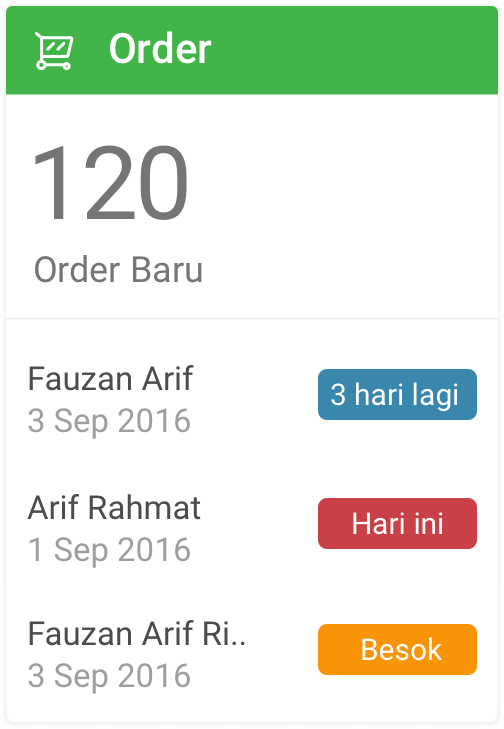 Order
120
Order Baru
Fauzan Arif
3 Sep 2016
3 hari lagi
Arif Rahmat
1 Sep 2016
Hari ini
Fauzan Arif Ri..
3 Sep 2016
Besok